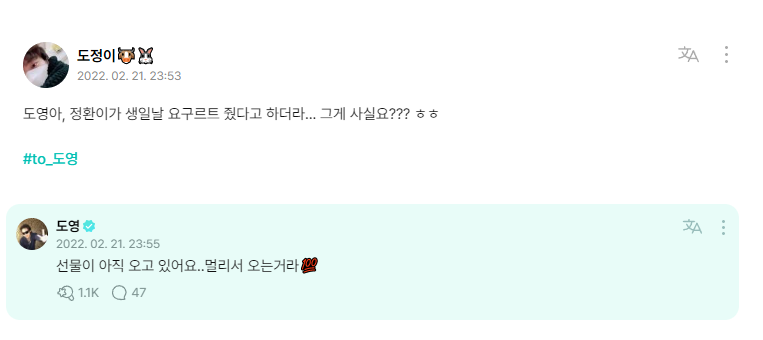 도정이🐯🐰
2022. 02. 21. 23:53
도영아, 정환이가 생일날 요구르트 줬다고 하더라... 그게 사실요??? ㅎㅎ
#to_도영
도영
2022. 02. 21. 23:55
선물이 아직 오고 있어요..멀리서 오는거라💯
1.1K 47